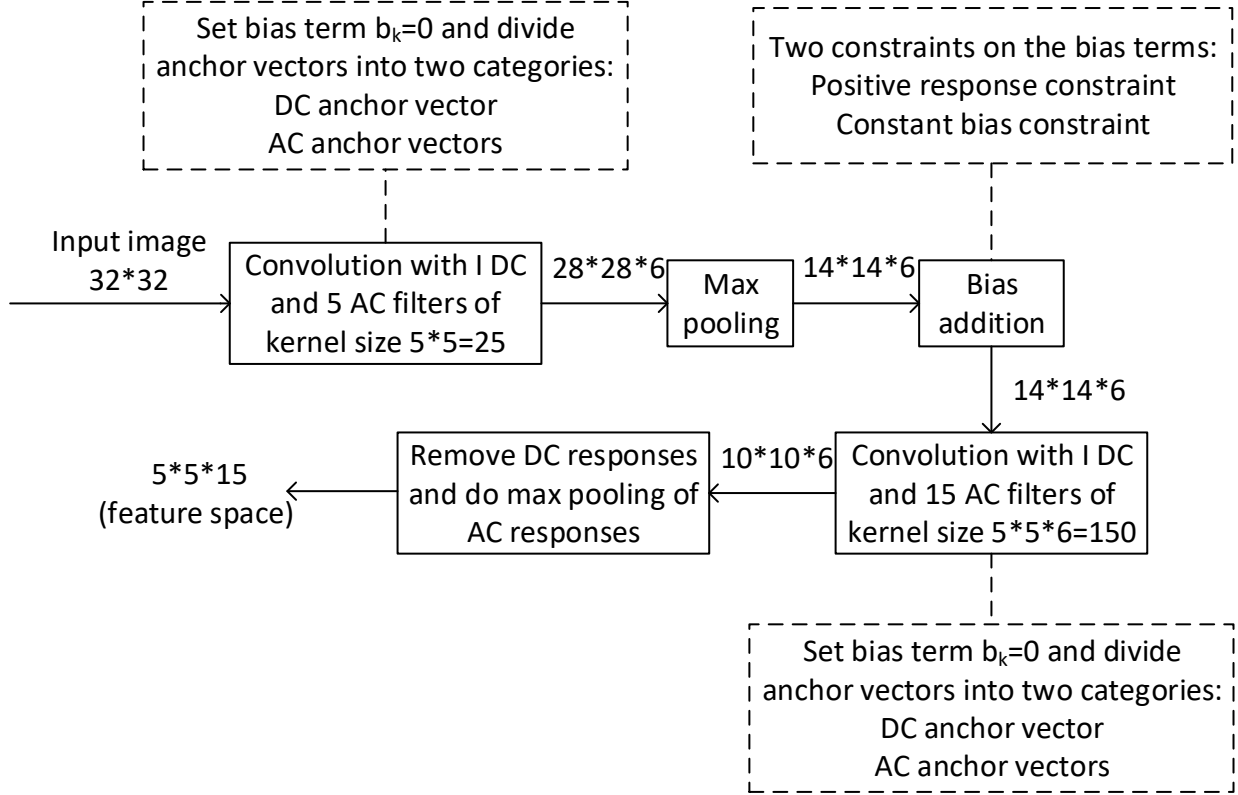 Set bias term bₖ=0 and divide
anchor vectors into two categories:
DC anchor vector
AC anchor vectors
Two constraints on the bias terms:
Positive response constraint
Constant bias constraint
Input image
32*32
Convolution with I DC
and 5 AC filters of
kernel size 5*5=25
28*28*6
Max
pooling
14*14*6
Bias
addition
14*14*6
Convolution with I DC
and 15 AC filters of
kernel size 5*5*6=150
10*10*6
Remove DC responses
and do max pooling of
AC responses
5*5*15
(feature space)
Set bias term bₖ=0 and divide
anchor vectors into two categories:
DC anchor vector
AC anchor vectors